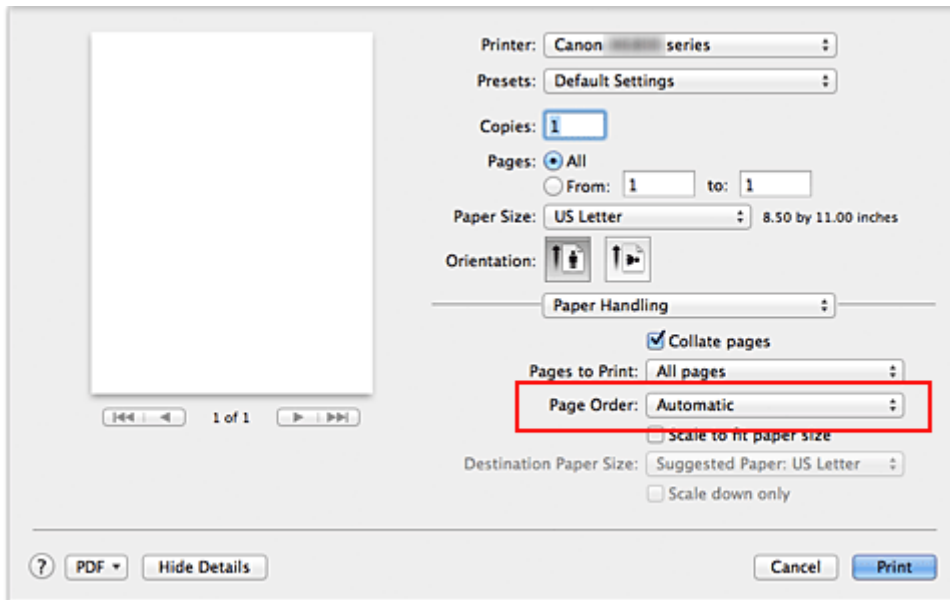 Printer: Canon series
Presets: Default Settings
Copies: 1
Pages: All
From: 1 to: 1
Paper Size: US Letter 8.50 by 11.00 inches
Orientation:
Paper Handling
Collate pages
Pages to Print: All pages
Page Order: Automatic
Scale to fit paper size
Destination Paper Size: Suggested Paper: US Letter
Scale down only
1 of 1
? PDF Hide Details Cancel Print